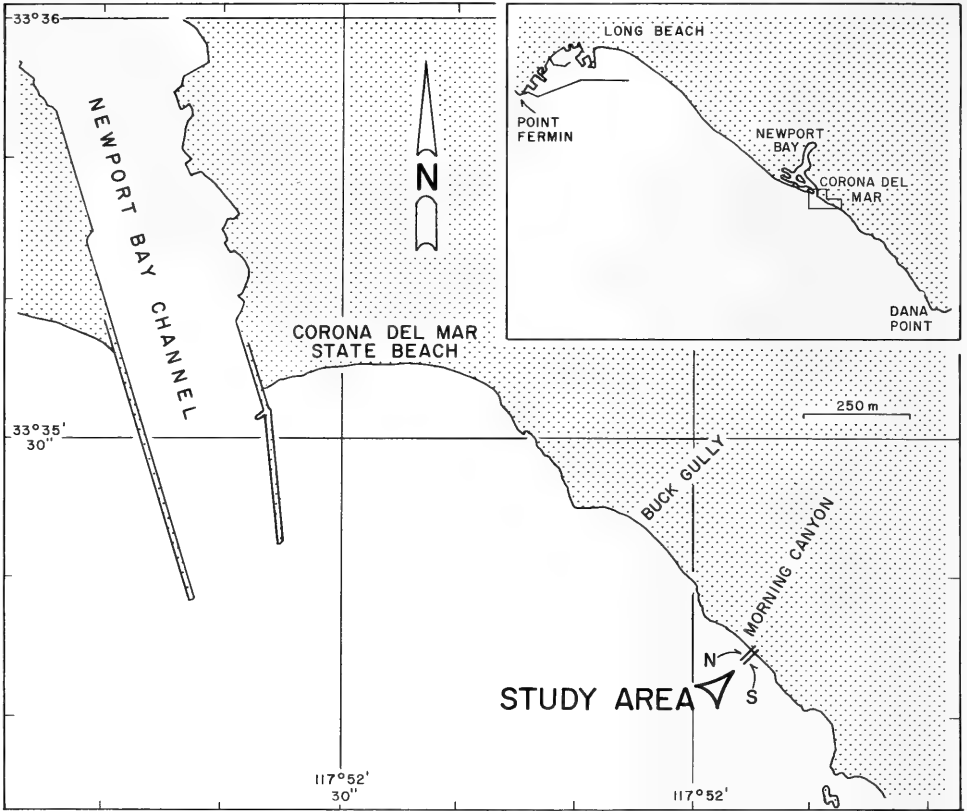 33°36
LONG BEACH
POINT
FERMIN
NEWPORT
BAY
CORONA DEL
MAR
DANA
POINT
N
NEWPORT BAY CHANNEL
CORONA DEL MAR
STATE BEACH
250 m
33°35'
30"
BUCK GULLY
MORNING CANYON
N
STUDY AREA
S
117°52'
30"
117°52'